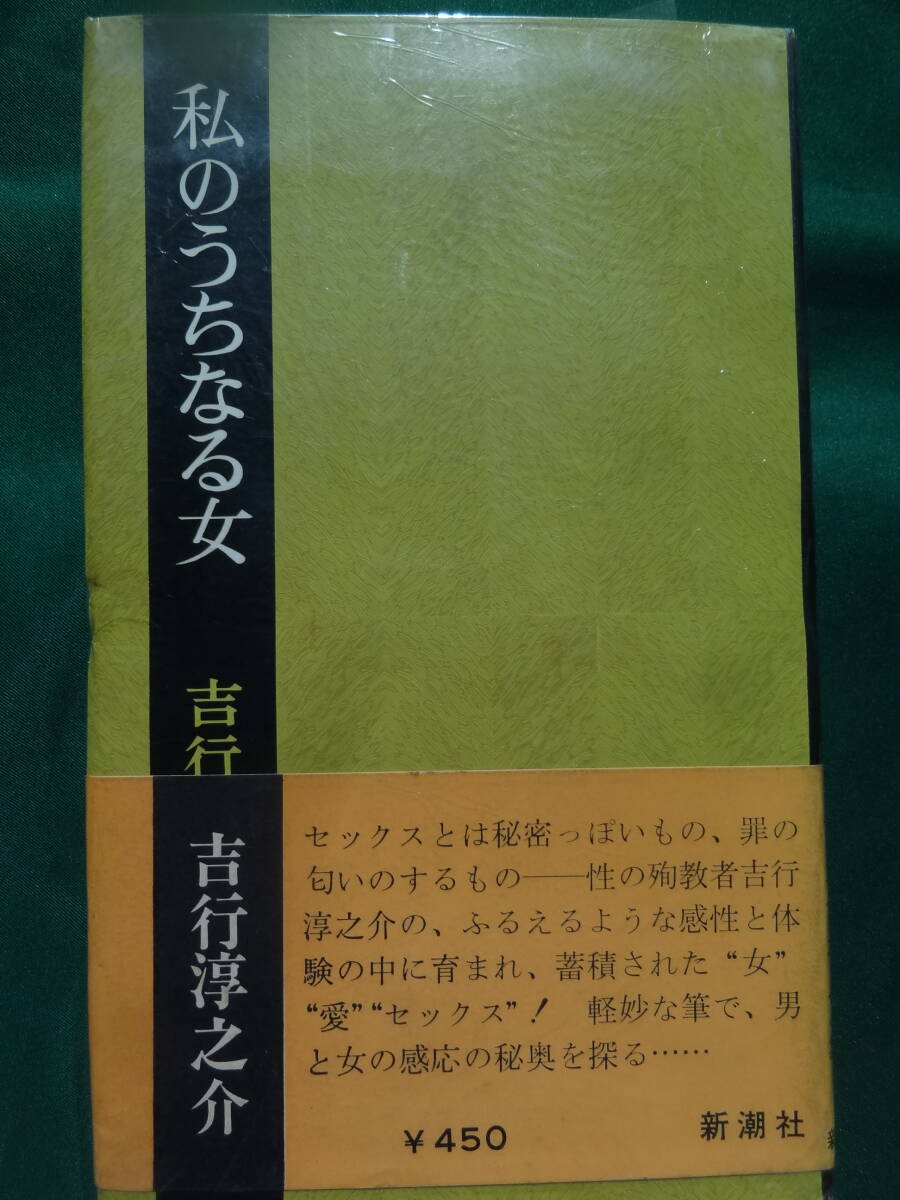 私のうちなる女
吉行
吉行淳之介
セックスとは秘密っぽいもの、罪の
匂いのするもの──性の殉教者吉行
淳之介の、ふるえるような感性と体
験の中に育まれ、蓄積された“女”
“愛”“セックス”！　軽妙な筆で、男
と女の感応の秘奥を探る……
¥450
新潮社